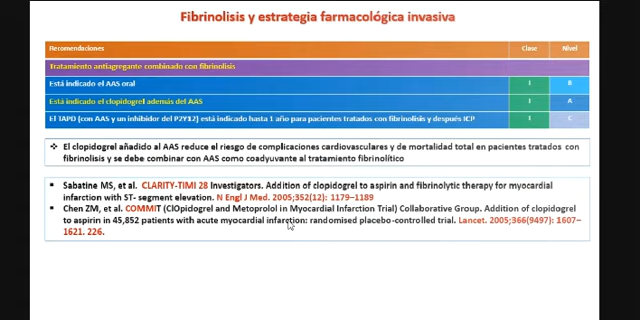 Fibrinolisis y estrategia farmacológica invasiva
Recomendaciones Clase Nivel
Tratamiento antiagregante combinado con fibrinolisis
Está indicado el AAS oral I B
Está indicado el clopidogrel además del AAS I A
El TAPD (con AAS y un inhibidor del P2Y12) está indicado hasta 1 año para pacientes tratados con fibrinolisis y después ICP I C
❖ El clopidogrel añadido al AAS reduce el riesgo de complicaciones cardiovasculares y de mortalidad total en pacientes tratados con
fibrinolisis y se debe combinar con AAS como coadyuvante al tratamiento fibrinolítico
▪ Sabatine MS, et al. CLARITY-TIMI 28 Investigators. Addition of clopidogrel to aspirin and fibrinolytic therapy for myocardial
infarction with ST- segment elevation. N Engl J Med. 2005;352(12): 1179–1189
▪ Chen ZM, et al. COMMIT (ClOpidogrel and Metoprolol in Myocardial Infarction Trial) Collaborative Group. Addition of clopidogrel
to aspirin in 45,852 patients with acute myocardial infarction: randomised placebo-controlled trial. Lancet. 2005;366(9497): 1607–
1621. 226.